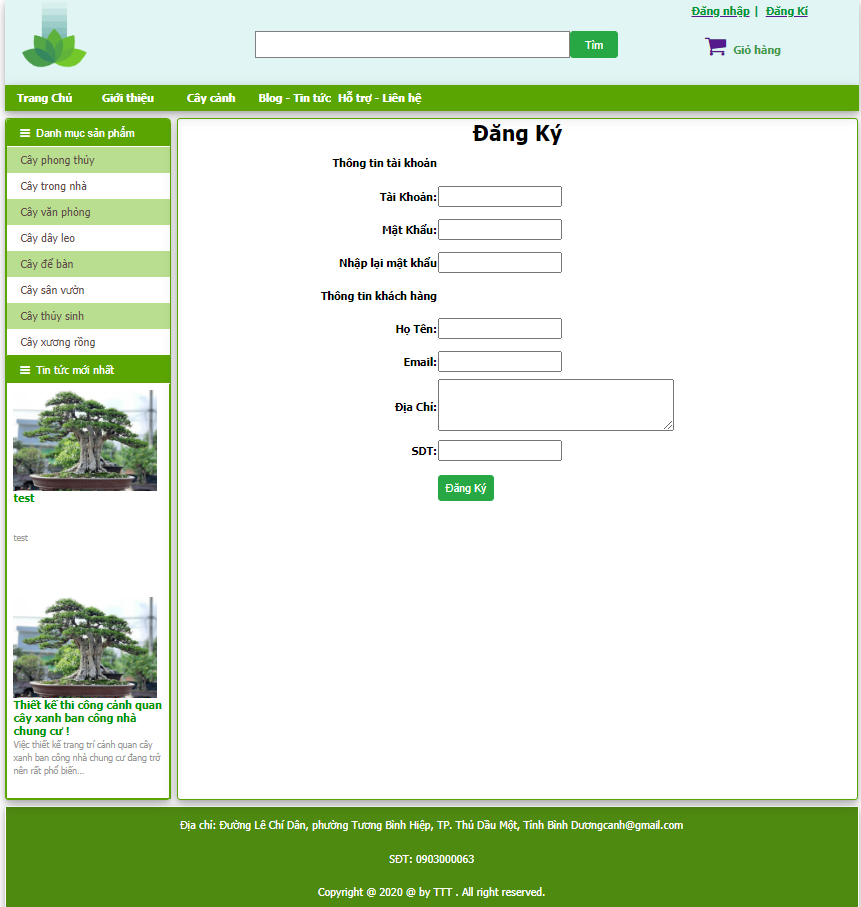 Đăng nhập | Đăng Kí
Tìm
Giỏ hàng
Trang Chủ Giới thiệu Cây cảnh Blog - Tin tức Hỗ trợ - Liên hệ
Danh mục sản phẩm
Cây phong thủy
Cây trong nhà
Cây văn phòng
Cây dây leo
Cây để bàn
Cây sân vườn
Cây thủy sinh
Cây xương rồng
Tin tức mới nhất
test
test
Thiết kế thi công cảnh quan
cây xanh ban công nhà
chung cư !
Việc thiết kế trang trí cảnh quan cây
xanh ban công nhà chung cư đang trở
nên rất phổ biến...
Đăng Ký
Thông tin tài khoản
Tài Khoản:
Mật Khẩu:
Nhập lại mật khẩu
Thông tin khách hàng
Họ Tên:
Email:
Địa Chỉ:
SDT:
Đăng Ký
Địa chỉ: Đường Lê Chí Dân, phường Tương Bình Hiệp, TP. Thủ Dầu Một, Tỉnh Bình Dươngcanh@gmail.com
SĐT: 0903000063
Copyright @ 2020 @ by TTT . All right reserved.